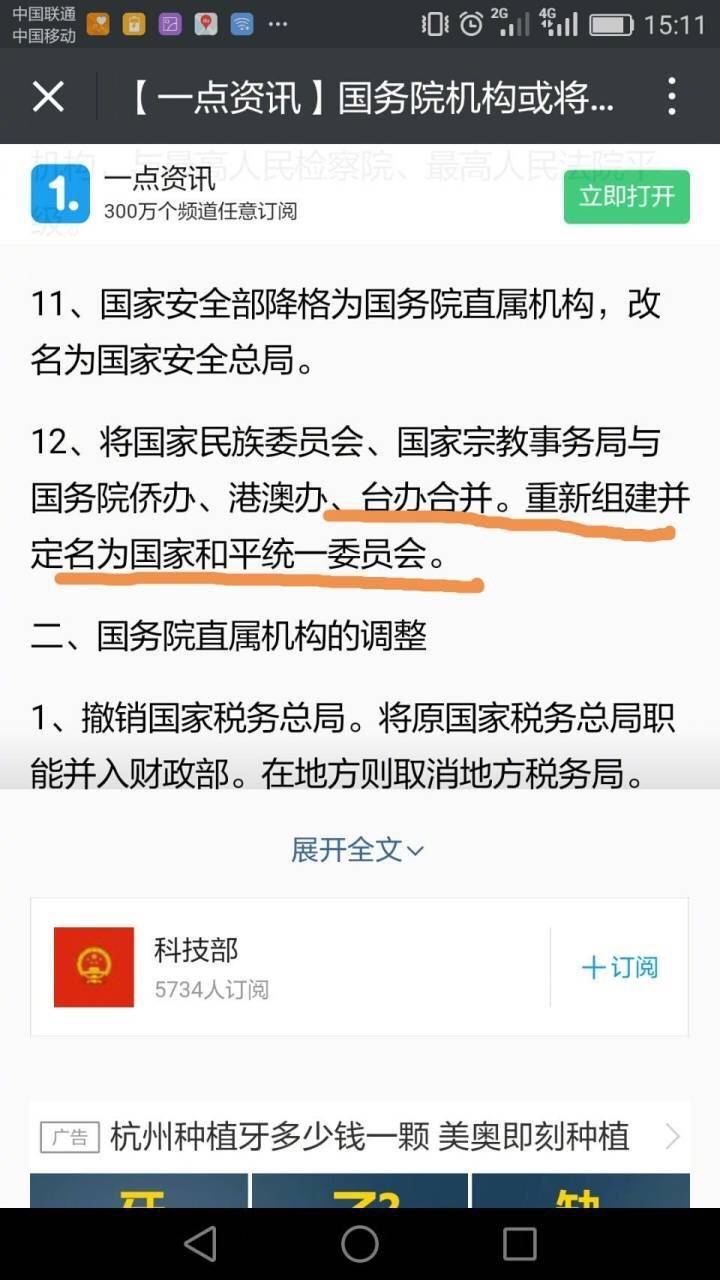 中国联通
中国移动
2G
4G
15:11
【一点资讯】国务院机构或将...
机构，与最高人民检察院、最高人民法院平
级。
1.
一点资讯
300万个频道任意订阅
立即打开
11、国家安全部降格为国务院直属机构，改
名为国家安全总局。
12、将国家民族委员会、国家宗教事务局与
国务院侨办、港澳办、台办合并。重新组建并
定名为国家和平统一委员会。
二、国务院直属机构的调整
1、撤销国家税务总局。将原国家税务总局职
能并入财政部。在地方则取消地方税务局。
展开全文
科技部
5734人订阅
+订阅
广告
杭州种植牙多少钱一颗 美奥即刻种植